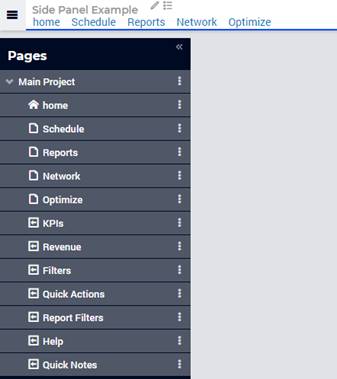 Side Panel Example
home Schedule Reports Network Optimize
Pages
Main Project
home
Schedule
Reports
Network
Optimize
KPIs
Revenue
Filters
Quick Actions
Report Filters
Help
Quick Notes